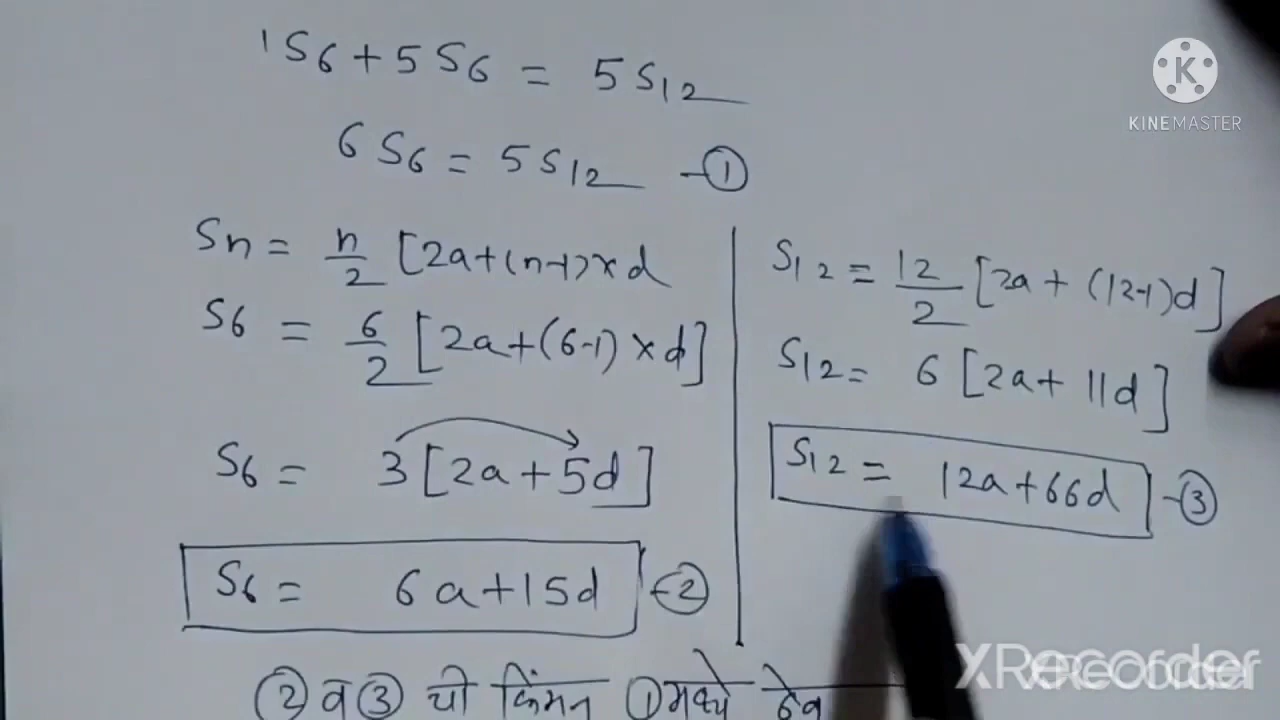 1S6 + 5S6 = 5S12
6S6 = 5S12 -①
Sn = n/2 [2a+(n-1)×d
S6 = 6/2 [2a+(6-1)×d]
S6 = 3[2a+5d]
S6 = 6a+15d -②
S12 = 12/2 [2a+(12-1)d]
S12 = 6[2a+11d]
S12 = 12a+66d -③
② व ③ ची किंमत ① मध्ये ठेव
K
KINEMASTER
XRecorder
XRecorder